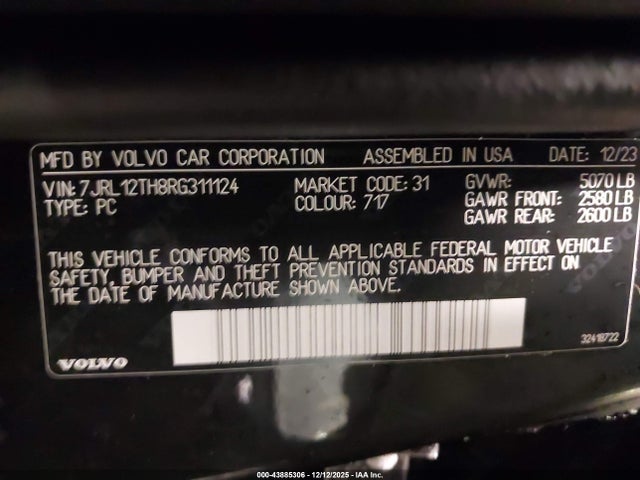 MFD BY VOLVO CAR CORPORATION ASSEMBLED IN USA DATE: 12/23
VIN: 7JRL12TH8RG311124 MARKET CODE: 31 GVWR: 5070 LB
TYPE: PC COLOUR: 717 GAWR FRONT: 2580 LB
GAWR REAR: 2600 LB
THIS VEHICLE CONFORMS TO ALL APPLICABLE FEDERAL MOTOR VEHICLE
SAFETY, BUMPER AND THEFT PREVENTION STANDARDS IN EFFECT ON
THE DATE OF MANUFACTURE SHOWN ABOVE.
VOLVO 32418722
000-43885306 - 12/12/2025 - IAA Inc.